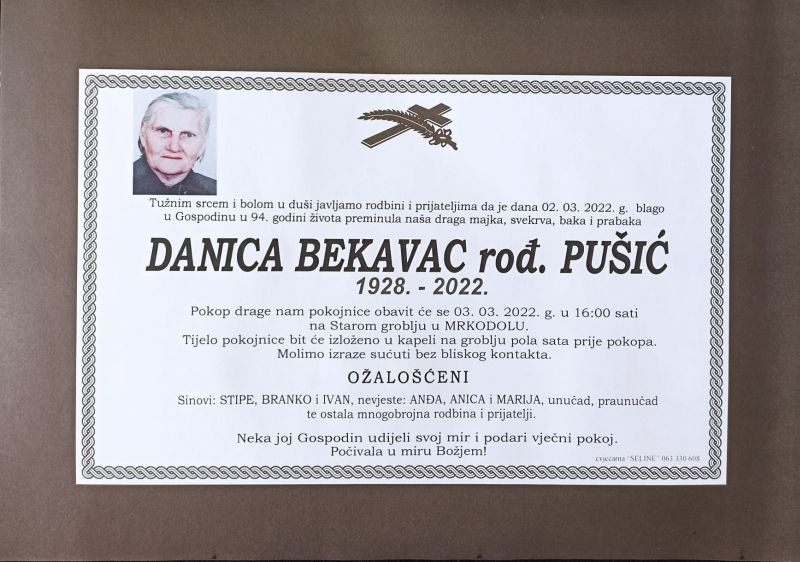 Tužnim srcem i bolom u duši javljamo rodbini i prijateljima da je dana 02. 03. 2022. g. blago
u Gospodinu u 94. godini života preminula naša draga majka, svekrva, baka i prabaka
DANICA BEKAVAC rođ. PUŠIĆ
1928. - 2022.
Pokop drage nam pokojnice obavit će se 03. 03. 2022. g. u 16:00 sati
na Starom groblju u MRKODOLU.
Tijelo pokojnice bit će izloženo u kapeli na groblju pola sata prije pokopa.
Molimo izraze sućuti bez bliskog kontakta.
OŽALOŠĆENI
Sinovi: STIPE, BRANKO i IVAN, nevjeste: ANĐA, ANICA i MARIJA, unučad, praunučad
te ostala mnogobrojna rodbina i prijatelji.
Neka joj Gospodin udijeli svoj mir i podari vječni pokoj.
Počivala u miru Božjem!
cvjećarna "SELINE" 063 330 608